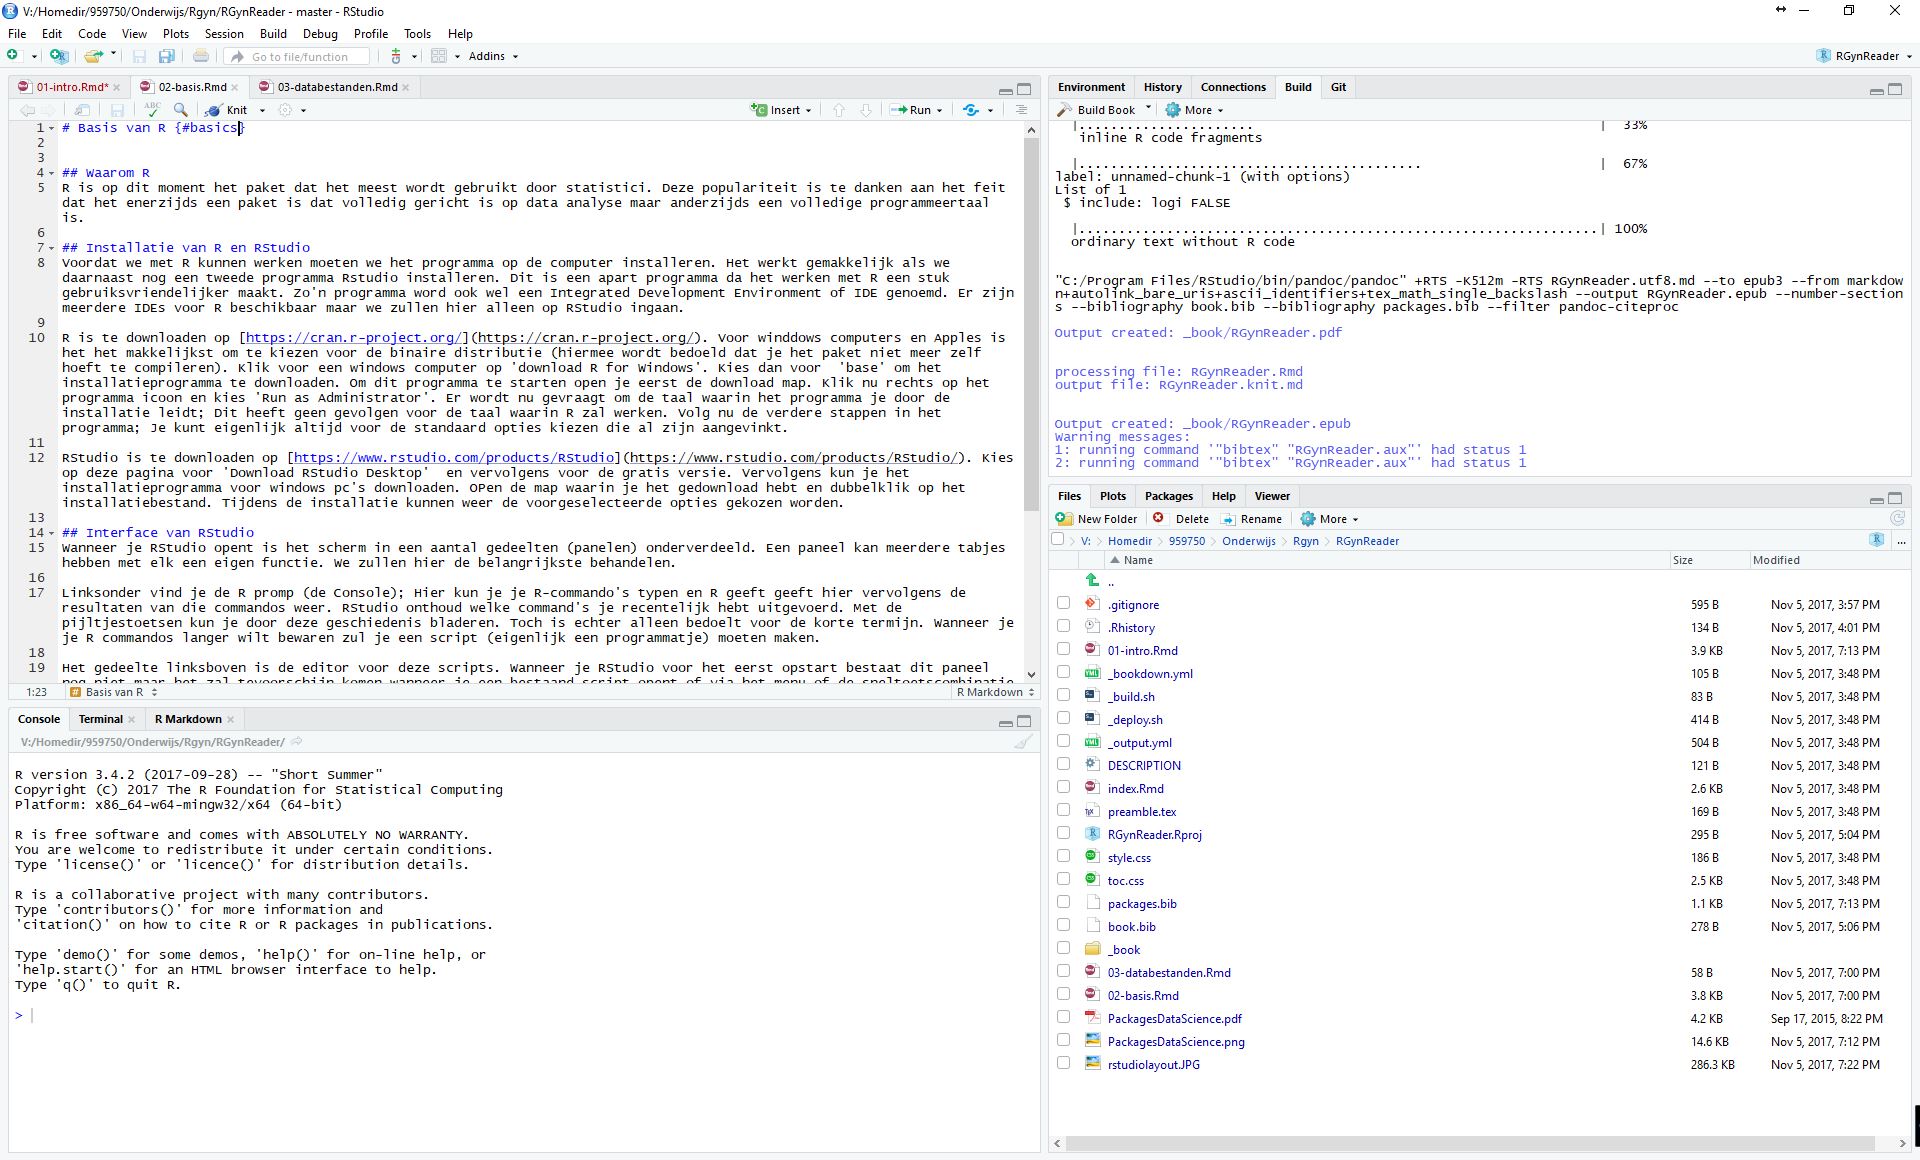 V:/Homedir/959750/Onderwijs/Rgyn/RGynReader - master - RStudio
File Edit Code View Plots Session Build Debug Profile Tools Help
Go to file/function Addins RGynReader
01-intro.Rmd* 02-basis.Rmd 03-databestanden.Rmd
ABC Knit Insert Run
1 # Basis van R {#basics}
2
3
4 ## Waarom R
5 R is op dit moment het paket dat het meest wordt gebruikt door statistici. Deze populariteit is te danken aan het feit
dat het enerzijds een paket is dat volledig gericht is op data analyse maar anderzijds een volledige programmeertaal
is.
6
7 ## Installatie van R en RStudio
8 Voordat we met R kunnen werken moeten we het programma op de computer installeren. Het werkt gemakkelijk als we
daarnaast nog een tweede programma Rstudio installeren. Dit is een apart programma da het werken met R een stuk
gebruiksvriendelijker maakt. Zo'n programma word ook wel een Integrated Development Environment of IDE genoemd. Er zijn
meerdere IDEs voor R beschikbaar maar we zullen hier alleen op RStudio ingaan.
9
10 R is te downloaden op [https://cran.r-project.org/](https://cran.r-project.org/). Voor winddows computers en Apples is
het het makkelijkst om te kiezen voor de binaire distributie (hiermee wordt bedoeld dat je het paket niet meer zelf
hoeft te compileren). Klik voor een windows computer op 'download R for Windows'. Kies dan voor  'base' om het
installatieprogramma te downloaden. Om dit programma te starten open je eerst de download map. Klik nu rechts op het
programma icoon en kies 'Run as Administrator'. Er wordt nu gevraagt om de taal waarin het programma je door de
installatie leidt; Dit heeft geen gevolgen voor de taal waarin R zal werken. Volg nu de verdere stappen in het
programma; Je kunt eigenlijk altijd voor de standaard opties kiezen die al zijn aangevinkt.
11
12 RStudio is te downloaden op [https://www.rstudio.com/products/RStudio](https://www.rstudio.com/products/RStudio/). Kies
op deze pagina voor 'Download RStudio Desktop'  en vervolgens voor de gratis versie. Vervolgens kun je het
installatieprogramma voor windows pc's downloaden. OPen de map waarin je het gedownload hebt en dubbelklik op het
installatiebestand. Tijdens de installatie kunnen weer de voorgeselecteerde opties gekozen worden.
13
14 ## Interface van RStudio
15 Wanneer je RStudio opent is het scherm in een aantal gedeelten (panelen) onderverdeeld. Een paneel kan meerdere tabjes
hebben met elk een eigen functie. We zullen hier de belangrijkste behandelen.
16
17 Linksonder vind je de R promp (de Console); Hier kun je je R-commando's typen en R geeft geeft hier vervolgens de
resultaten van die commandos weer. RStudio onthoud welke command's je recentelijk hebt uitgevoerd. Met de
pijltjestoetsen kun je door deze geschiedenis bladeren. Toch is echter alleen bedoelt voor de korte termijn. Wanneer je
je R commandos langer wilt bewaren zul je een script (eigenlijk een programmatje) moeten maken.
18
19 Het gedeelte linksboven is de editor voor deze scripts. Wanneer je RStudio voor het eerst opstart bestaat dit paneel
nog niet maar het zal tevoorschijn komen wanneer je een bestaand script opent of via het menu of de sneltoetscombinatie
1:23 # Basis van R R Markdown
Console Terminal R Markdown
V:/Homedir/959750/Onderwijs/Rgyn/RGynReader/
R version 3.4.2 (2017-09-28) -- "Short Summer"
Copyright (C) 2017 The R Foundation for Statistical Computing
Platform: x86_64-w64-mingw32/x64 (64-bit)
R is free software and comes with ABSOLUTELY NO WARRANTY.
You are welcome to redistribute it under certain conditions.
Type 'license()' or 'licence()' for distribution details.
R is a collaborative project with many contributors.
Type 'contributors()' for more information and
'citation()' on how to cite R or R packages in publications.
Type 'demo()' for some demos, 'help()' for on-line help, or
'help.start()' for an HTML browser interface to help.
Type 'q()' to quit R.
>
Environment History Connections Build Git
Build Book More
|...................... | 33%
inline R code fragments
|........................................... | 67%
label: unnamed-chunk-1 (with options)
List of 1
$ include: logi FALSE
|.................................................................| 100%
ordinary text without R code
"C:/Program Files/RStudio/bin/pandoc/pandoc" +RTS -K512m -RTS RGynReader.utf8.md --to epub3 --from markdow
n+autolink_bare_uris+ascii_identifiers+tex_math_single_backslash --output RGynReader.epub --number-section
s --bibliography book.bib --bibliography packages.bib --filter pandoc-citeproc
Output created: _book/RGynReader.pdf
processing file: RGynReader.Rmd
output file: RGynReader.knit.md
Output created: _book/RGynReader.epub
Warning messages:
1: running command '"bibtex" "RGynReader.aux"' had status 1
2: running command '"bibtex" "RGynReader.aux"' had status 1
Files Plots Packages Help Viewer
New Folder Delete Rename More
V: Homedir 959750 Onderwijs Rgyn RGynReader ...
Name Size Modified
..
.gitignore 595 B Nov 5, 2017, 3:57 PM
.Rhistory 134 B Nov 5, 2017, 4:01 PM
01-intro.Rmd 3.9 KB Nov 5, 2017, 7:13 PM
_bookdown.yml 105 B Nov 5, 2017, 3:48 PM
_build.sh 83 B Nov 5, 2017, 3:48 PM
_deploy.sh 414 B Nov 5, 2017, 3:48 PM
_output.yml 504 B Nov 5, 2017, 3:48 PM
DESCRIPTION 121 B Nov 5, 2017, 3:48 PM
index.Rmd 2.6 KB Nov 5, 2017, 3:48 PM
preamble.tex 169 B Nov 5, 2017, 3:48 PM
RGynReader.Rproj 295 B Nov 5, 2017, 5:04 PM
style.css 186 B Nov 5, 2017, 3:48 PM
toc.css 2.5 KB Nov 5, 2017, 3:48 PM
packages.bib 1.1 KB Nov 5, 2017, 7:13 PM
book.bib 278 B Nov 5, 2017, 5:06 PM
_book
03-databestanden.Rmd 58 B Nov 5, 2017, 7:00 PM
02-basis.Rmd 3.8 KB Nov 5, 2017, 7:00 PM
PackagesDataScience.pdf 4.2 KB Sep 17, 2015, 8:22 PM
PackagesDataScience.png 14.6 KB Nov 5, 2017, 7:12 PM
rstudiolayout.JPG 286.3 KB Nov 5, 2017, 7:22 PM